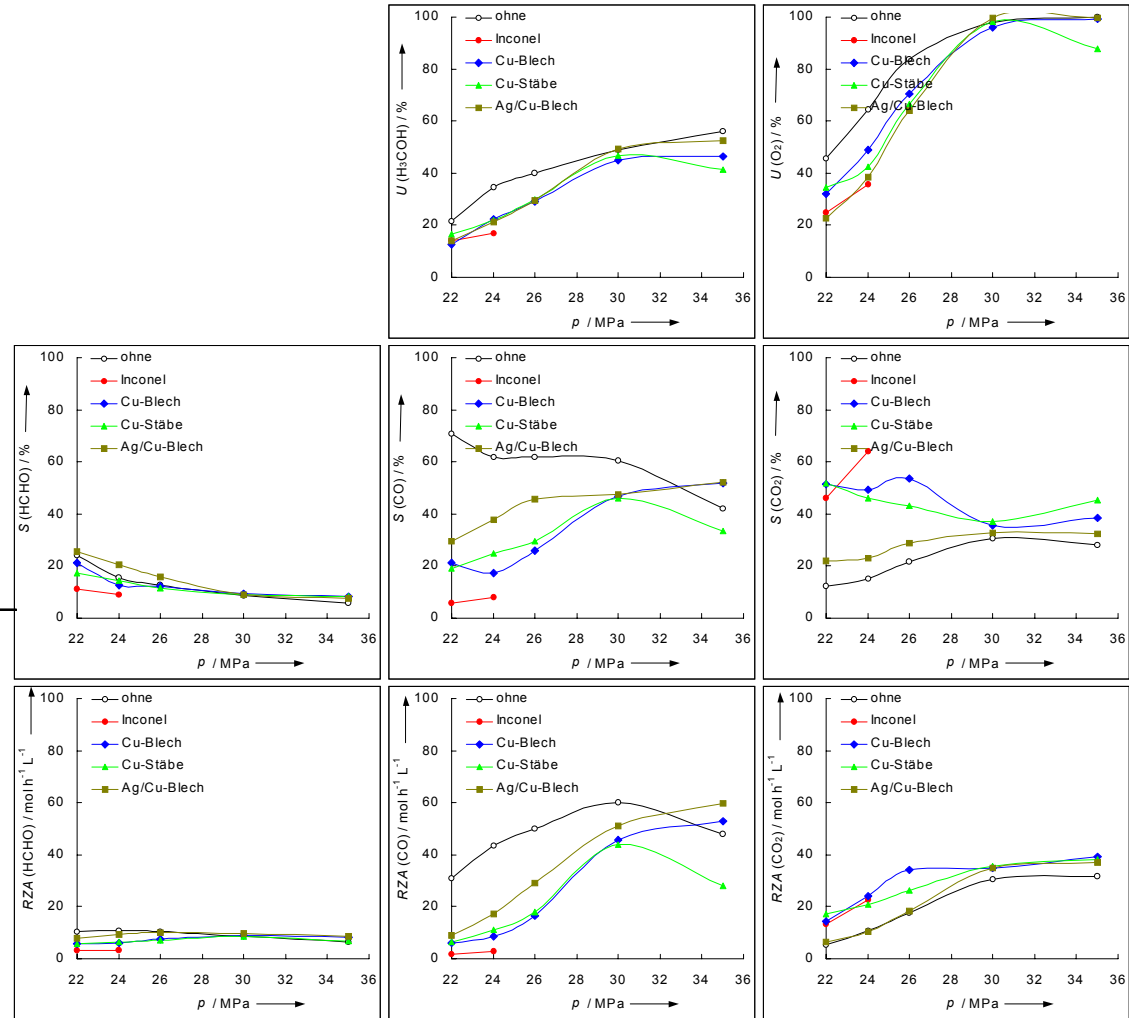 100
80
60
40
20
0
U (H3COH) / %
ohne
Inconel
Cu-Blech
Cu-Stäbe
Ag/Cu-Blech
22 24 26 28 30 32 34 36
p / MPa
100
80
60
40
20
0
U (O2) / %
ohne
Inconel
Cu-Blech
Cu-Stäbe
Ag/Cu-Blech
22 24 26 28 30 32 34 36
p / MPa
100
80
60
40
20
0
S (HCHO) / %
ohne
Inconel
Cu-Blech
Cu-Stäbe
Ag/Cu-Blech
22 24 26 28 30 32 34 36
p / MPa
100
80
60
40
20
0
S (CO) / %
ohne
Inconel
Cu-Blech
Cu-Stäbe
Ag/Cu-Blech
22 24 26 28 30 32 34 36
p / MPa
100
80
60
40
20
0
S (CO2) / %
ohne
Inconel
Cu-Blech
Cu-Stäbe
Ag/Cu-Blech
22 24 26 28 30 32 34 36
p / MPa
100
80
60
40
20
0
RZA (HCHO) / mol h⁻¹ L⁻¹
ohne
Inconel
Cu-Blech
Cu-Stäbe
Ag/Cu-Blech
22 24 26 28 30 32 34 36
p / MPa
100
80
60
40
20
0
RZA (CO) / mol h⁻¹ L⁻¹
ohne
Inconel
Cu-Blech
Cu-Stäbe
Ag/Cu-Blech
22 24 26 28 30 32 34 36
p / MPa
100
80
60
40
20
0
RZA (CO2) / mol h⁻¹ L⁻¹
ohne
Inconel
Cu-Blech
Cu-Stäbe
Ag/Cu-Blech
22 24 26 28 30 32 34 36
p / MPa